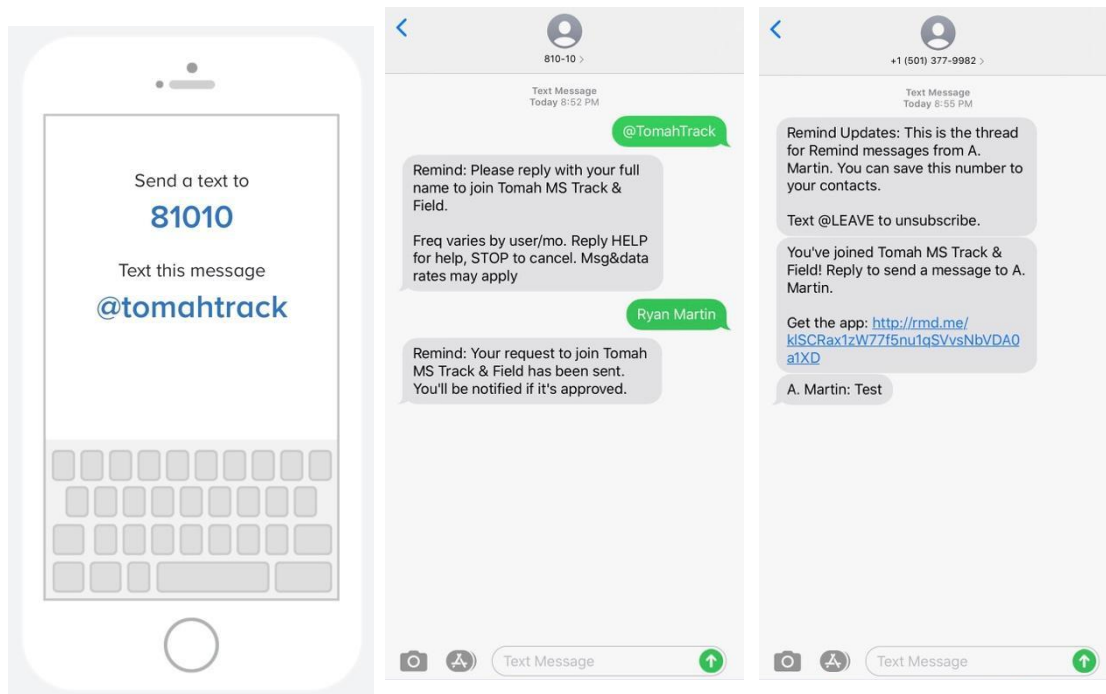 Send a text to
81010
Text this message
@tomahtrack
810-10 >
Text Message
Today 8:52 PM
@TomahTrack
Remind: Please reply with your full
name to join Tomah MS Track &
Field.
Freq varies by user/mo. Reply HELP
for help, STOP to cancel. Msg&data
rates may apply
Ryan Martin
Remind: Your request to join Tomah
MS Track & Field has been sent.
You'll be notified if it's approved.
Text Message
+1 (501) 377-9982 >
Text Message
Today 8:55 PM
Remind Updates: This is the thread
for Remind messages from A.
Martin. You can save this number to
your contacts.
Text @LEAVE to unsubscribe.
You've joined Tomah MS Track &
Field! Reply to send a message to A.
Martin.
Get the app: http://rmd.me/
klSCRax1zW77f5nu1qSVvsNbVDA0
a1XD
A. Martin: Test
Text Message